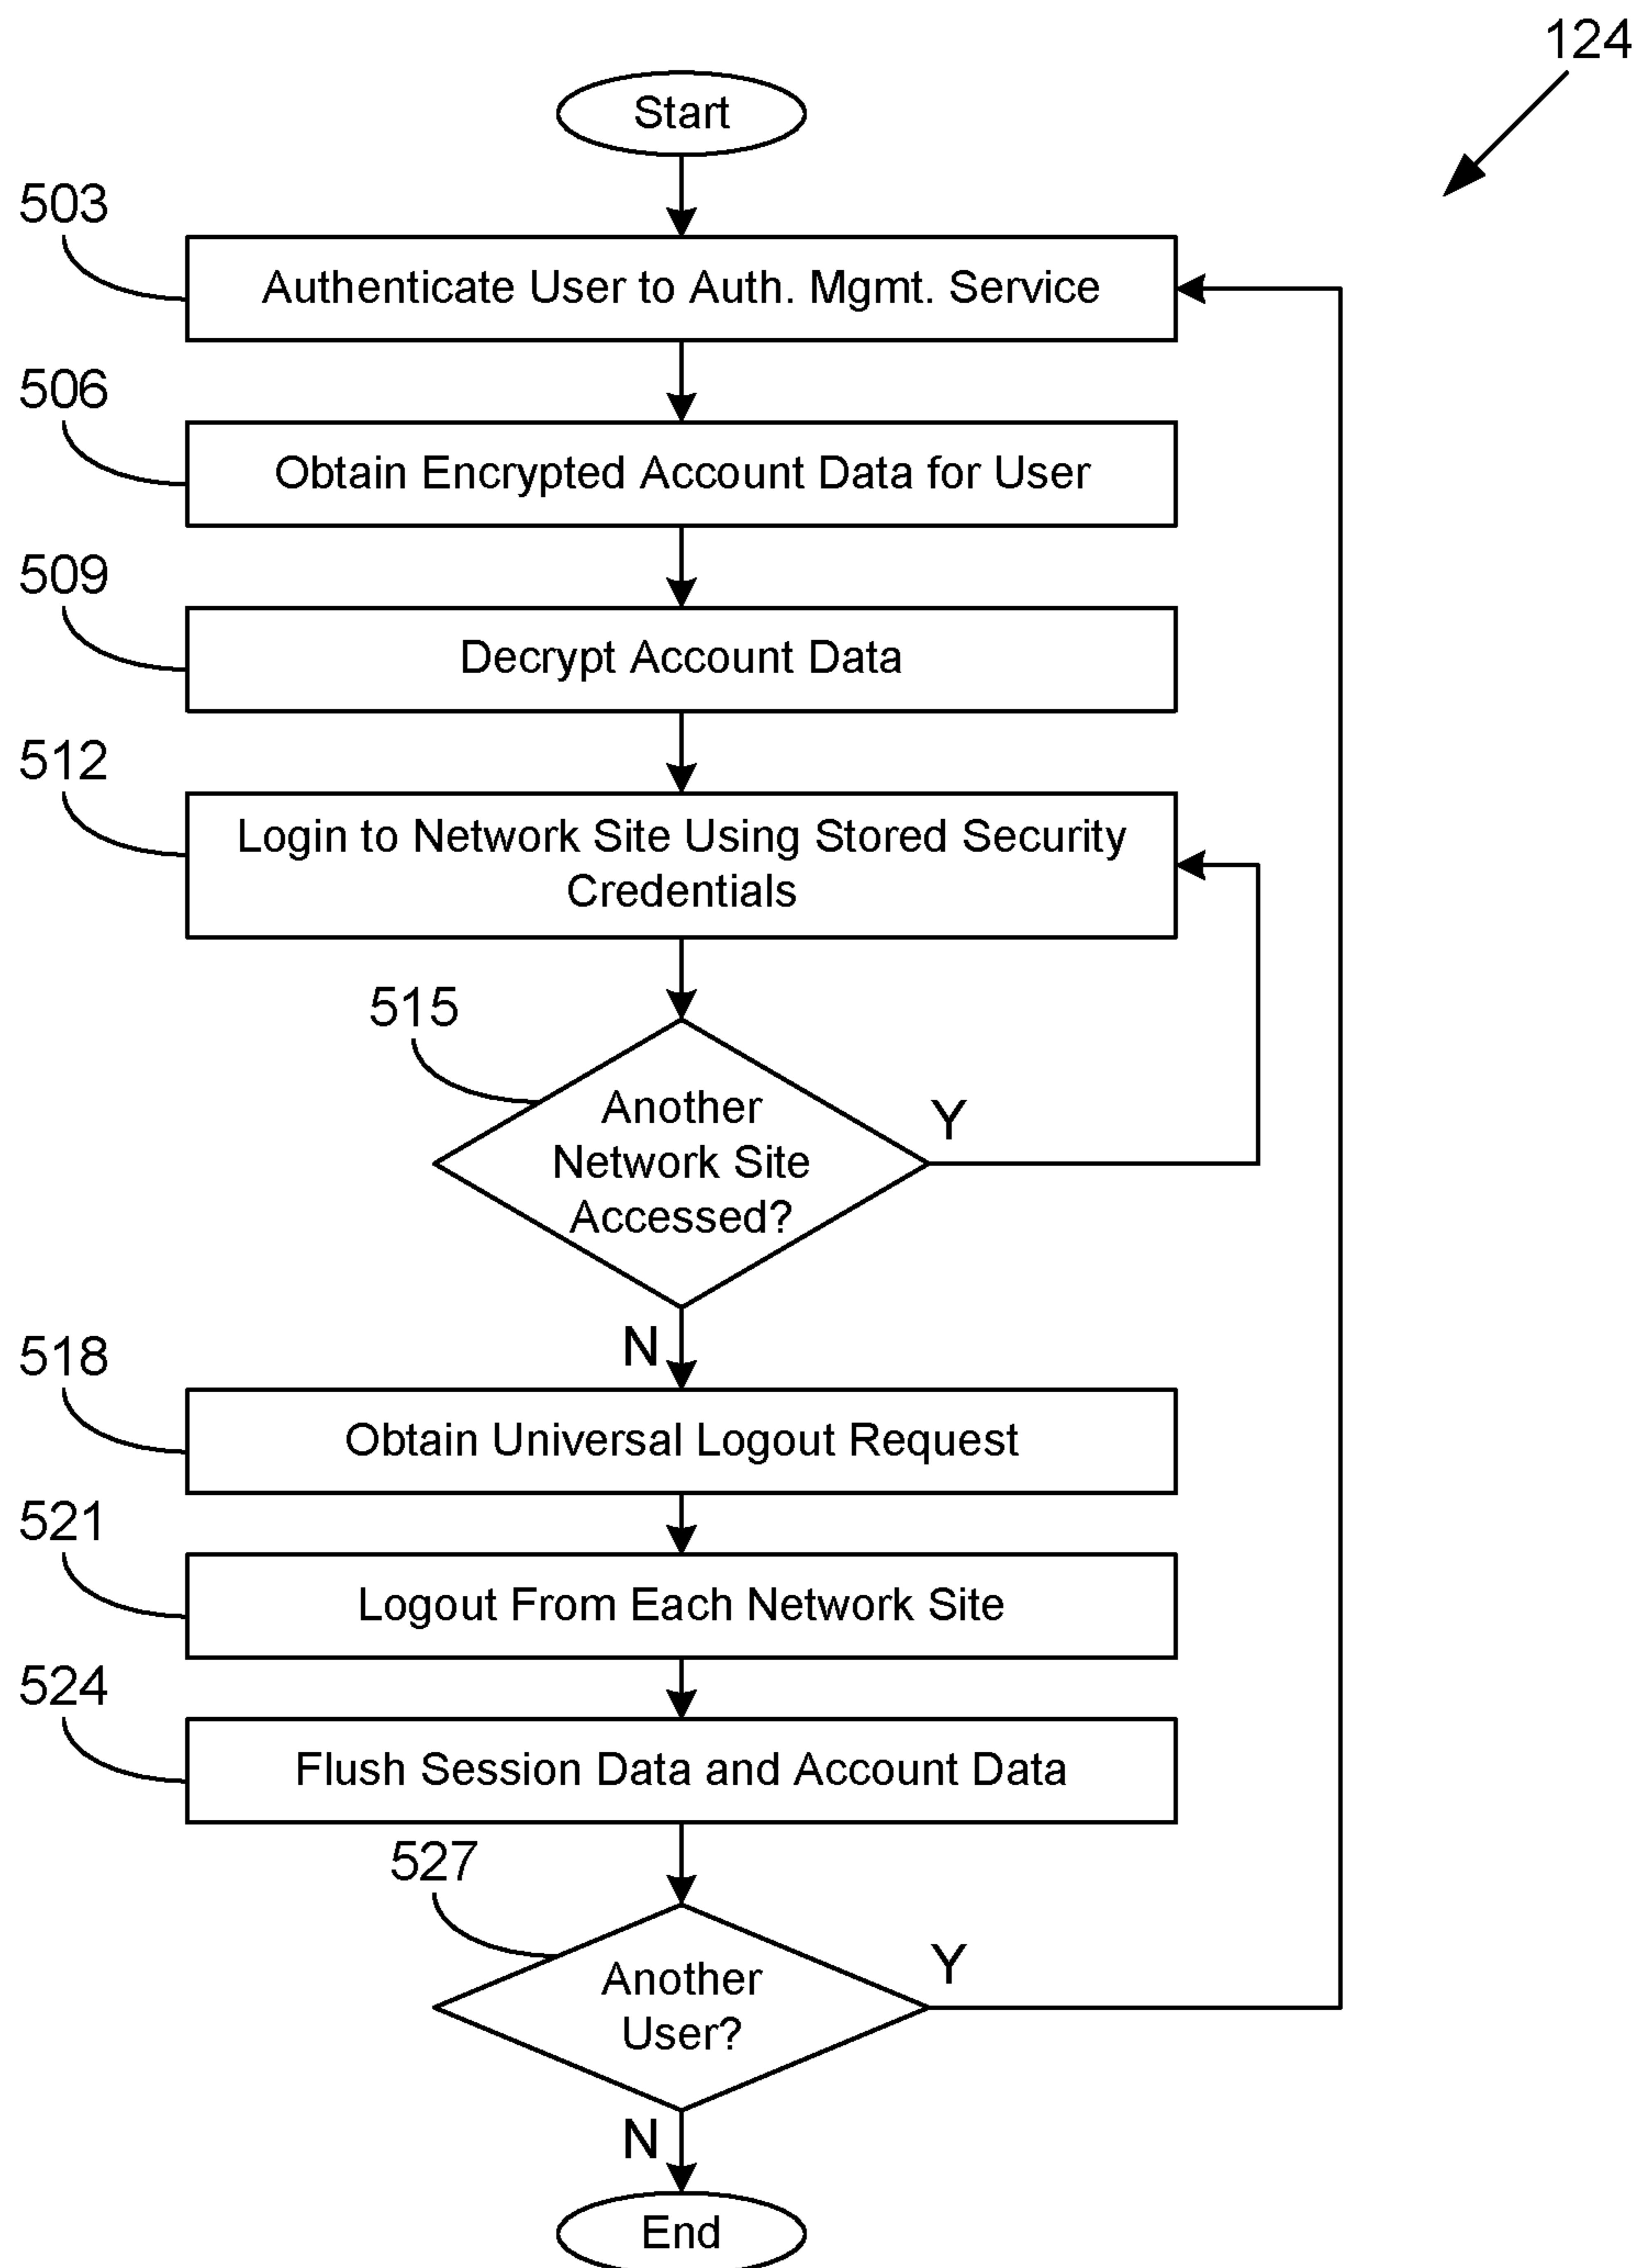 124
Start
503
Authenticate User to Auth. Mgmt. Service
506
Obtain Encrypted Account Data for User
509
Decrypt Account Data
512
Login to Network Site Using Stored Security
Credentials
515
Another
Network Site
Accessed?
Y
N
518
Obtain Universal Logout Request
521
Logout From Each Network Site
524
Flush Session Data and Account Data
527
Another
User?
Y
N
End